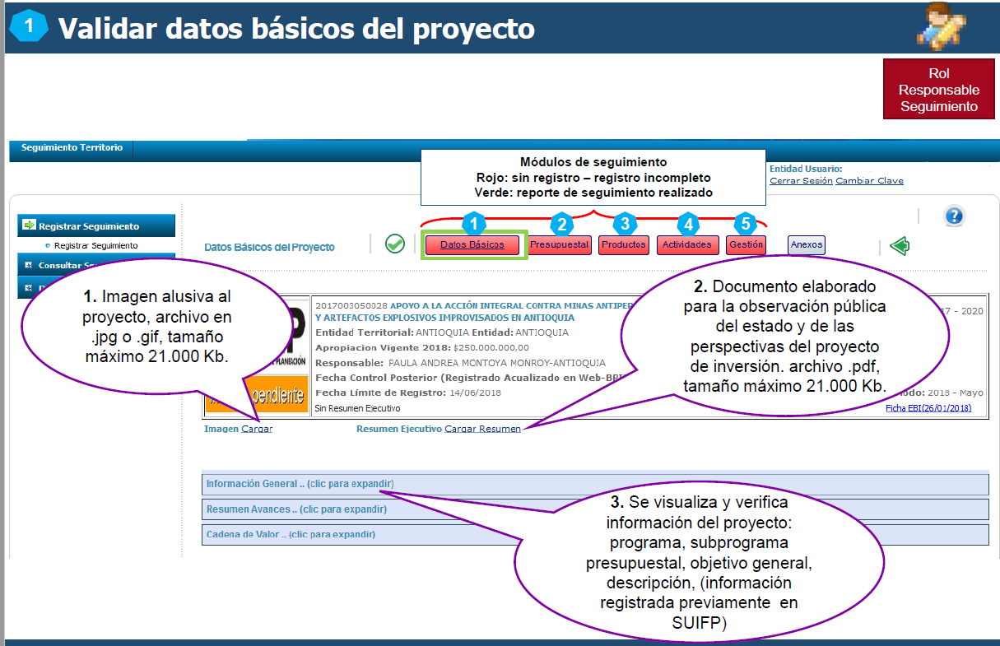 1 Validar datos básicos del proyecto
Rol
Responsable
Seguimiento
Seguimiento Territorio
Módulos de seguimiento
Rojo: sin registro – registro incompleto
Verde: reporte de seguimiento realizado
Entidad Usuario:
Cerrar Sesión Cambiar Clave
Registrar Seguimiento
Registrar Seguimiento
Consultar
Datos Básicos del Proyecto
1 2 3 4 5
Datos Básicos Presupuestal Productos Actividades Gestión Anexos
?
1. Imagen alusiva al
proyecto, archivo en
.jpg o .gif, tamaño
máximo 21.000 Kb.
2. Documento elaborado
para la observación pública
del estado y de las
perspectivas del proyecto
de inversión. archivo .pdf,
tamaño máximo 21.000 Kb.
P
PLANEACIÓN
pendiente
2017003050028 APOYO A LA ACCIÓN INTEGRAL CONTRA MINAS ANTIPER
Y ARTEFACTOS EXPLOSIVOS IMPROVISADOS EN ANTIOQUIA
Entidad Territorial: ANTIOQUIA Entidad: ANTIOQUIA
Apropiacion Vigente 2018: $250.000.000,00
Responsable: PAULA ANDREA MONTOYA MONROY-ANTIOQUIA
Fecha Control Posterior (Registrado Acualizado en Web-BPI
Fecha Límite de Registro: 14/06/2018
Sin Resumen Ejecutivo
7 - 2020
odo: 2018 - Mayo
Ficha EBI(26/01/2018)
Imagen Cargar
Resumen Ejecutivo Cargar Resumen
Información General .. (clic para expandir)
Resumen Avances .. (clic para expandir)
Cadena de Valor .. (clic para expandir)
3. Se visualiza y verifica
información del proyecto:
programa, subprograma
presupuestal, objetivo general,
descripción, (información
registrada previamente en
SUIFP)